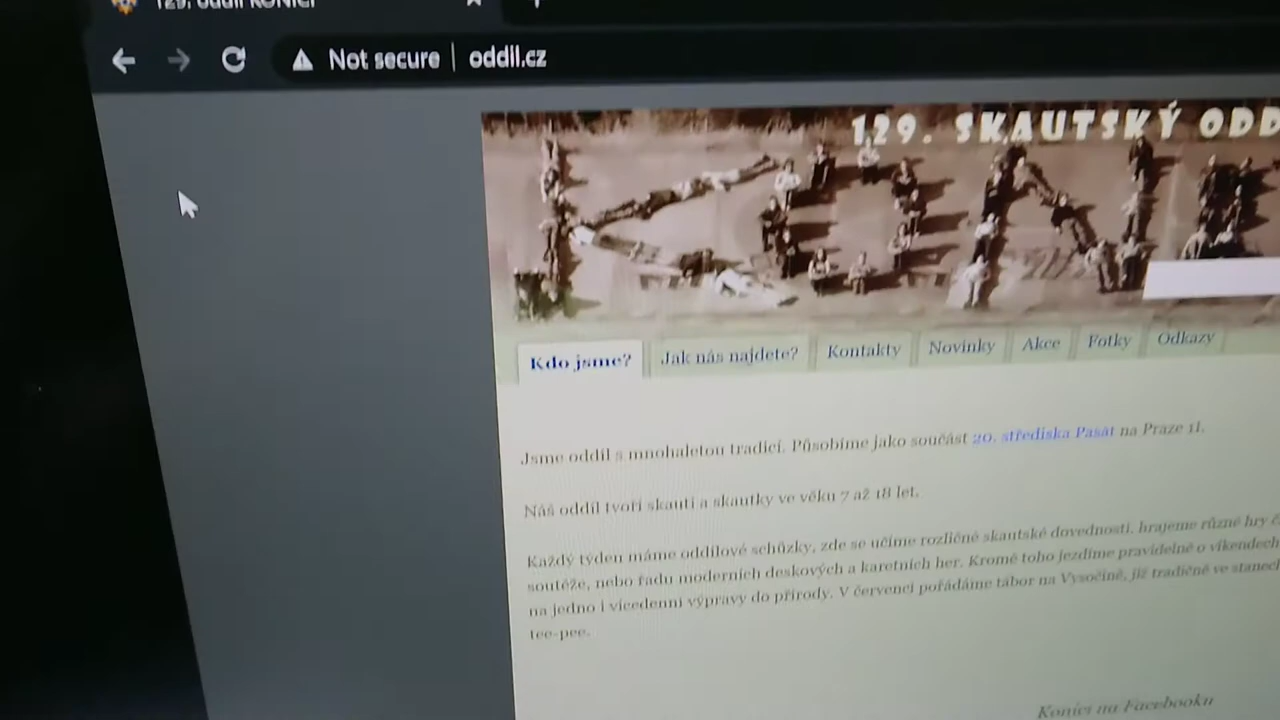 129. oddíl KONÍCI
Not secure | oddil.cz
129. SKAUTSKÝ ODD
Kdo jsme? Jak nás najdete? Kontakty Novinky Akce Fotky Odkazy
Jsme oddíl s mnohaletou tradicí. Působíme jako součást 20. střediska Pasát na Praze 11.
Náš oddíl tvoří skauti a skautky ve věku 7 až 18 let.
Každý týden máme oddílové schůzky, zde se učíme rozličné skautské dovednosti, hrajeme různé hry č
soutěže, nebo řadu moderních deskových a karetních her. Kromě toho jezdíme pravidelně o víkendech
na jedno i vícedenní výpravy do přírody. V červenci pořádáme tábor na Vysočině, již tradičně ve stanech
tee-pee.
Koníci na Facebooku